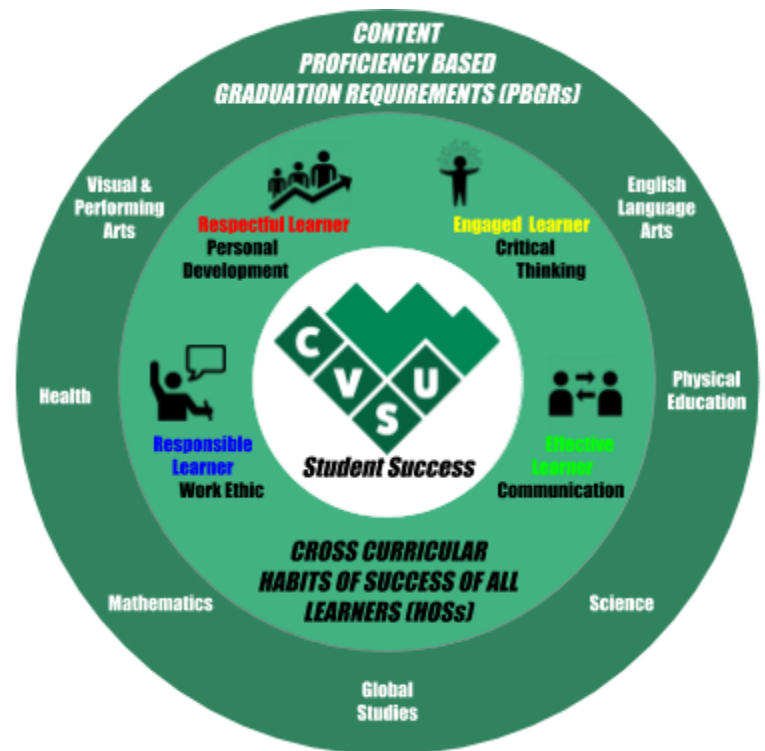 CONTENT
PROFICIENCY BASED
GRADUATION REQUIREMENTS (PBGRs)
Visual &
Performing
Arts
English
Language
Arts
Respectful Learner
Personal
Development
Engaged Learner
Critical
Thinking
C
V
S
U
Student Success
Health
Physical
Education
Responsible
Learner
Work Ethic
Effective
Learner
Communication
CROSS CURRICULAR
HABITS OF SUCCESS OF ALL
LEARNERS (HOSs)
Mathematics
Science
Global
Studies